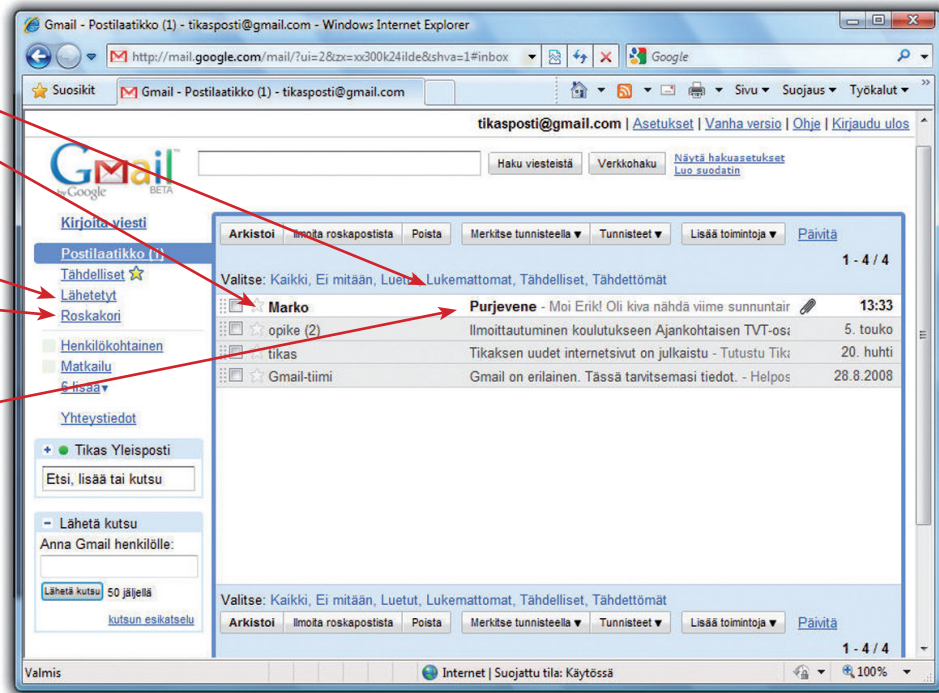 Gmail - Postilaatikko (1) - tikasposti@gmail.com - Windows Internet Explorer
http://mail.google.com/mail/?ui=2&zx=xx300k24ilde&shva=1#inbox
Google
Suosikit
Gmail - Postilaatikko (1) - tikasposti@gmail.com
Sivu
Suojaus
Työkalut
tikasposti@gmail.com | Asetukset | Vanha versio | Ohje | Kirjaudu ulos
Gmail
by Google
BETA
Haku viesteistä
Verkkohaku
Näytä hakuasetukset
Luo suodatin
Kirjoita viesti
Postilaatikko (1)
Tähdelliset
Lähetetyt
Roskakori
Henkilökohtainen
Matkailu
6 lisää
Yhteystiedot
+ Tikas Yleisposti
Etsi, lisää tai kutsu
- Lähetä kutsu
Anna Gmail henkilölle:
Lähetä kutsu 50 jäljellä
kutsun esikatselu
Arkistoi Ilmoita roskapostista Poista Merkitse tunnisteella Tunnisteet Lisää toimintoja Päivitä
1 - 4 / 4
Valitse: Kaikki, Ei mitään, Luetut, Lukemattomat, Tähdelliset, Tähdettömät
Marko Purjevene - Moi Erik! Oli kiva nähdä viime sunnuntair 13:33
opike (2) Ilmoittautuminen koulutukseen Ajankohtaisen TVT-osa 5. touko
tikas Tikaksen uudet internetsivut on julkaistu - Tutustu Tika 20. huhti
Gmail-tiimi Gmail on erilainen. Tässä tarvitsemasi tiedot. - Helpos 28.8.2008
Valitse: Kaikki, Ei mitään, Luetut, Lukemattomat, Tähdelliset, Tähdettömät
Arkistoi Ilmoita roskapostista Poista Merkitse tunnisteella Tunnisteet Lisää toimintoja Päivitä
1 - 4 / 4
Valmis
Internet | Suojattu tila: Käytössä
100%